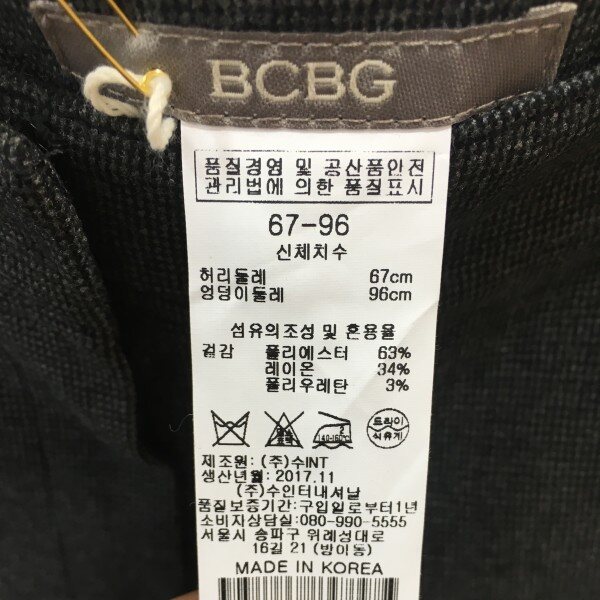 BCBG
품질경영 및 공산품안전
관리법에 의한 품질표시
67-96
신체치수
허리둘레 67cm
엉덩이둘레 96cm
섬유의조성 및 혼용율
겉감 폴리에스터 63%
레이온 34%
폴리우레탄 3%
드라이
석유계
제조원: (주)수INT
생산년월: 2017.11
(주)수인터내셔날
품질보증기간: 구입일로부터1년
소비자상담실: 080-990-5555
서울시 송파구 위례성대로
16길 21 (방이동)
MADE IN KOREA